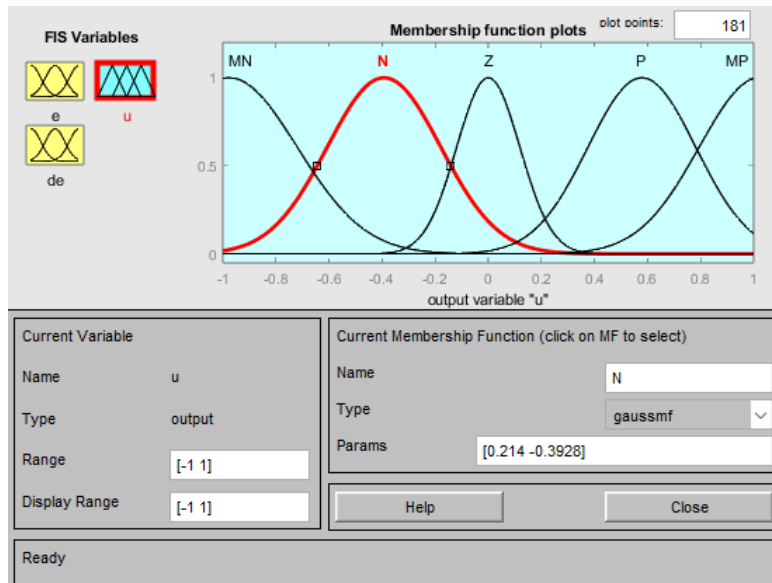 FIS Variables
Membership function plots
plot points:
181
e
u
de
MN
N
Z
P
MP
1
0.5
0
-1
-0.8
-0.6
-0.4
-0.2
0
0.2
0.4
0.6
0.8
1
output variable "u"
Current Variable
Name
u
Type
output
Range
[-1 1]
Display Range
[-1 1]
Current Membership Function (click on MF to select)
Name
N
Type
gaussmf
Params
[0.214 -0.3928]
Help
Close
Ready